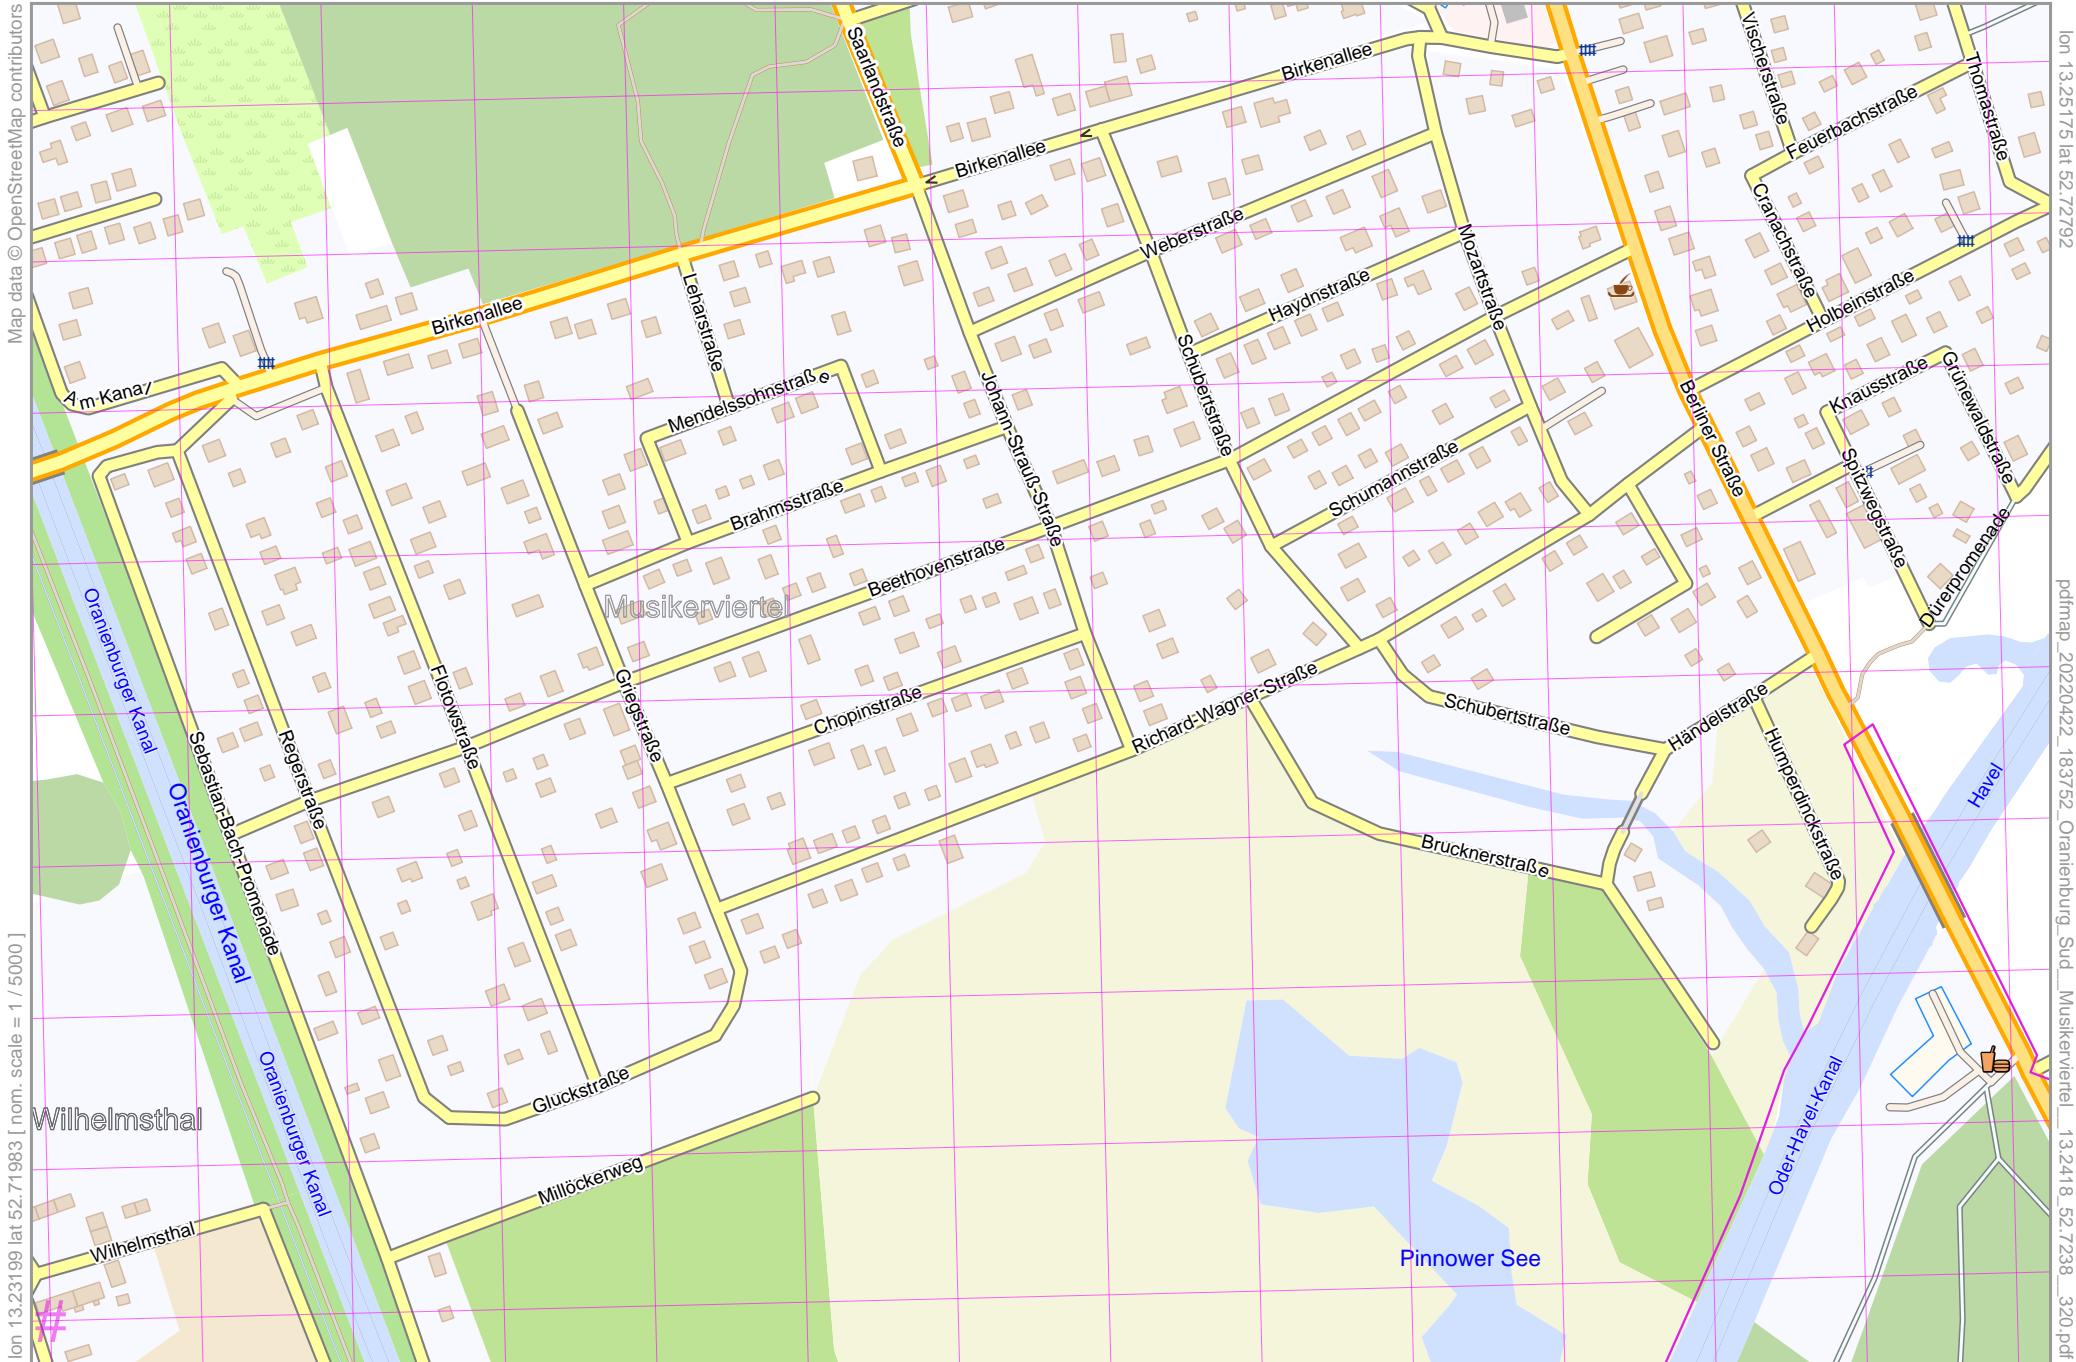 Map data © OpenStreetMap contributors
lon 13.23199 lat 52.71983 [ nom. scale = 1 / 5000 ]
lon 13.25175 lat 52.727792
pdfmap_20220422_183752_Oranienburg_Sud__Musikerviertel__13.2418_52.72338__320.pdf
Saarlandstraße
Birkenallee
Birkenallee
Birkenallee
Vischerstraße
Thomastraße
Feuerbachstraße
Cranachstraße
Holbeinstraße
Weberstraße
Haydnstraße
Mozartstraße
Leharstraße
Am Kanal
Mendelssohnstraße
Johann-Strauß-Straße
Schubertstraße
Berliner Straße
Knausstraße
Grünewaldstraße
Spitzwegstraße
Dürerpromenade
Schumannstraße
Brahmsstraße
Beethovenstraße
Musikerviertel
Oranienburger Kanal
Oranienburger Kanal
Oranienburger Kanal
Sebastian-Bach-Promenade
Regerstraße
Flotowstraße
Griegstraße
Chopinstraße
Richard-Wagner-Straße
Schubertstraße
Händelstraße
Humperdinckstraße
Havel
Brucknerstraße
Gluckstraße
Millöckerweg
Wilhelmsthal
Wilhelmsthal
Oder-Havel-Kanal
Pinnower See
#